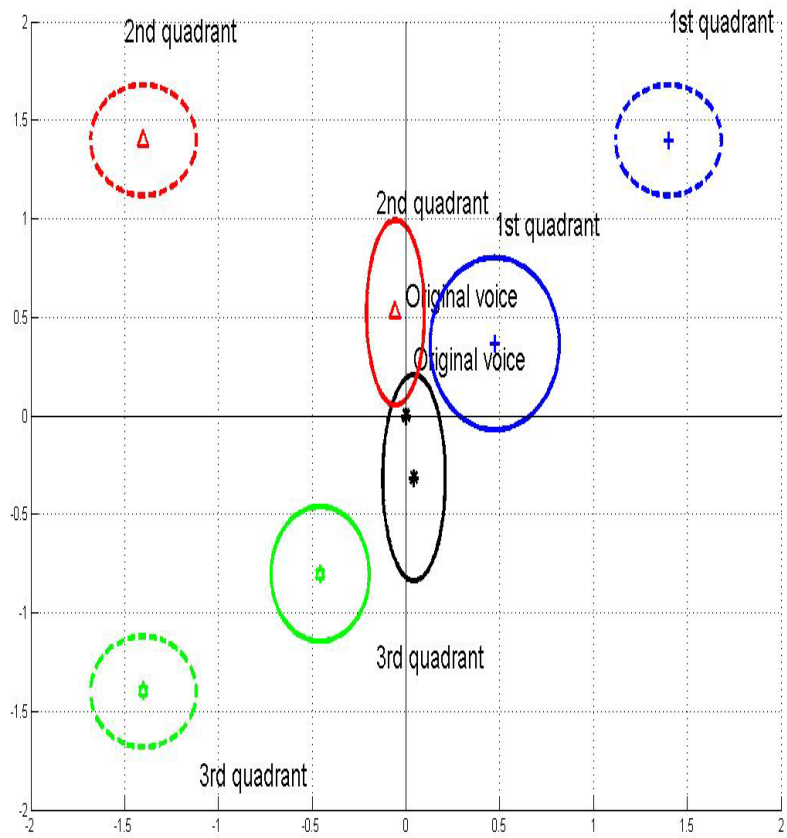 2
1st quadrant
2nd quadrant
1.5
1
2nd quadrant
1st quadrant
Original voice
0.5
Original voice
0
-0.5
3rd quadrant
-1
-1.5
3rd quadrant
-2
-2 -1.5 -1 -0.5 0 0.5 1 1.5 2